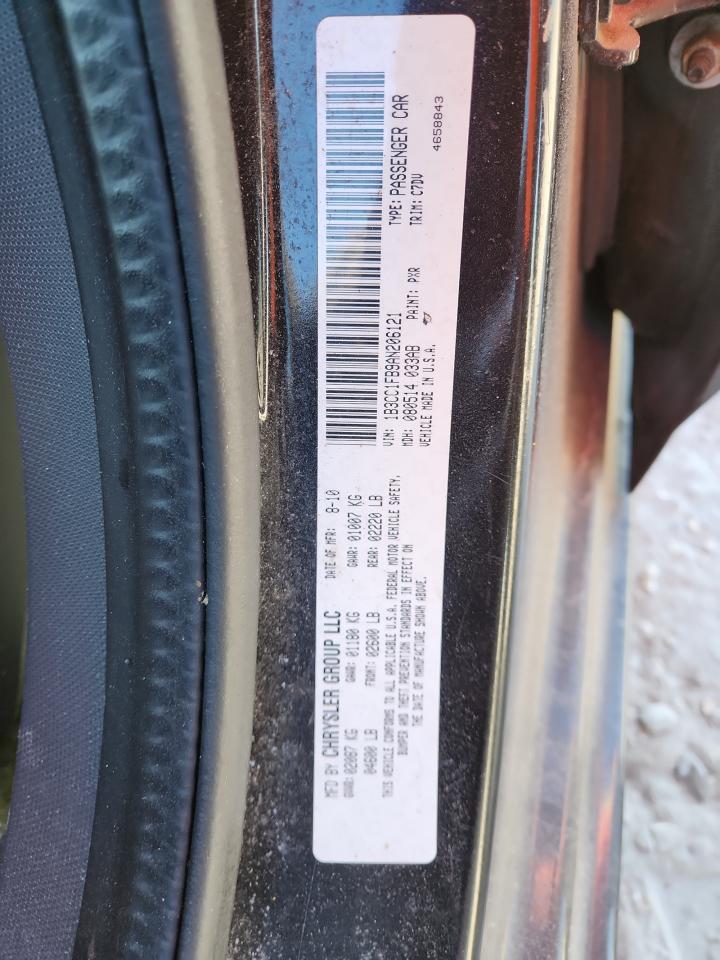 MFD BY CHRYSLER GROUP LLC DATE OF MFR: 8-10
GVWR: 02087 KG GAWR: 01180 KG GAWR: 01007 KG
04600 LB FRONT: 02600 LB REAR: 02220 LB
THIS VEHICLE CONFORMS TO ALL APPLICABLE U.S.A. FEDERAL MOTOR VEHICLE SAFETY,
BUMPER AND THEFT PREVENTION STANDARDS IN EFFECT ON
THE DATE OF MANUFACTURE SHOWN ABOVE.
VIN: 1B3CC1FB9AN206121 TYPE: PASSENGER CAR
MDH: 080514 033AB PAINT: PXR TRIM: C7DV
VEHICLE MADE IN U.S.A.
4658843